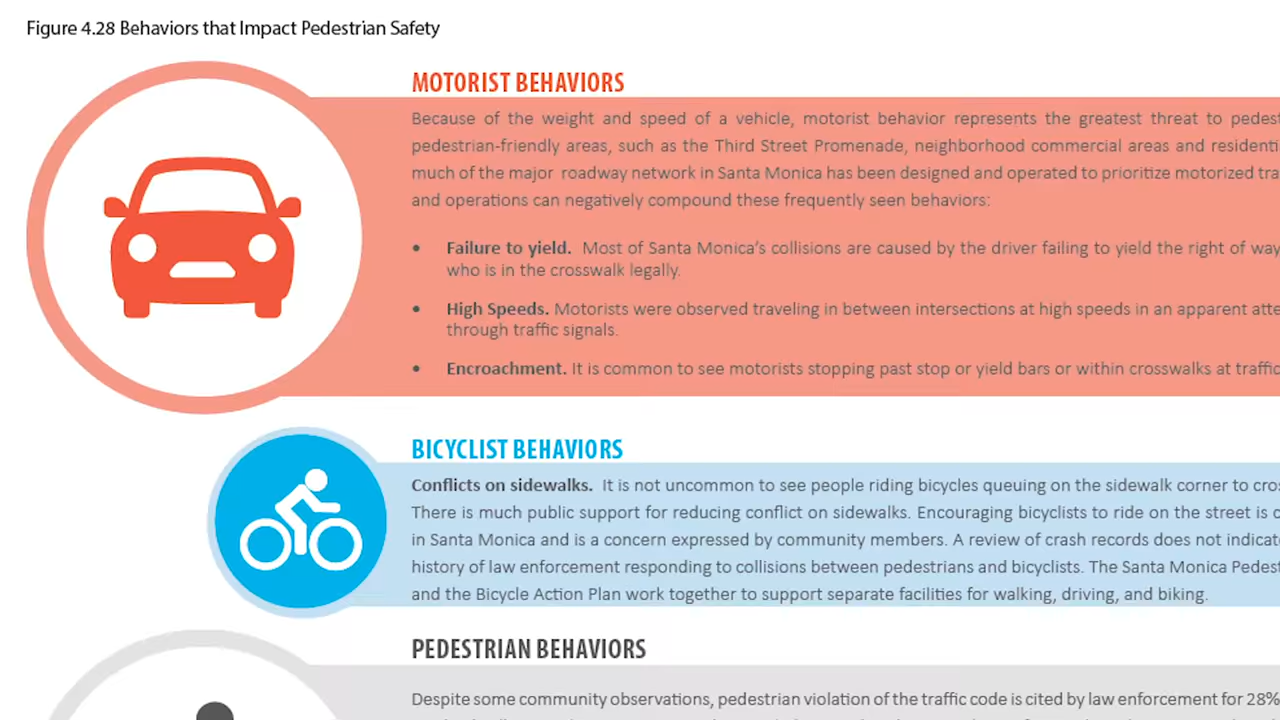 Figure 4.28 Behaviors that Impact Pedestrian Safety
MOTORIST BEHAVIORS
Because of the weight and speed of a vehicle, motorist behavior represents the greatest threat to
pedestrian-friendly areas, such as the Third Street Promenade, neighborhood commercial areas and
much of the major roadway network in Santa Monica has been designed and operated to prioritize motorized
and operations can negatively compound these frequently seen behaviors:
• Failure to yield. Most of Santa Monica's collisions are caused by the driver failing to yield the right of way
who is in the crosswalk legally.
• High Speeds. Motorists were observed traveling in between intersections at high speeds in an apparent
through traffic signals.
• Encroachment. It is common to see motorists stopping past stop or yield bars or within crosswalks at traffic
BICYCLIST BEHAVIORS
Conflicts on sidewalks. It is not uncommon to see people riding bicycles queuing on the sidewalk corner to
There is much public support for reducing conflict on sidewalks. Encouraging bicyclists to ride on the street is
in Santa Monica and is a concern expressed by community members. A review of crash records does not
history of law enforcement responding to collisions between pedestrians and bicyclists. The Santa Monica
and the Bicycle Action Plan work together to support separate facilities for walking, driving, and biking.
PEDESTRIAN BEHAVIORS
Despite some community observations, pedestrian violation of the traffic code is cited by law enforcement for 28%